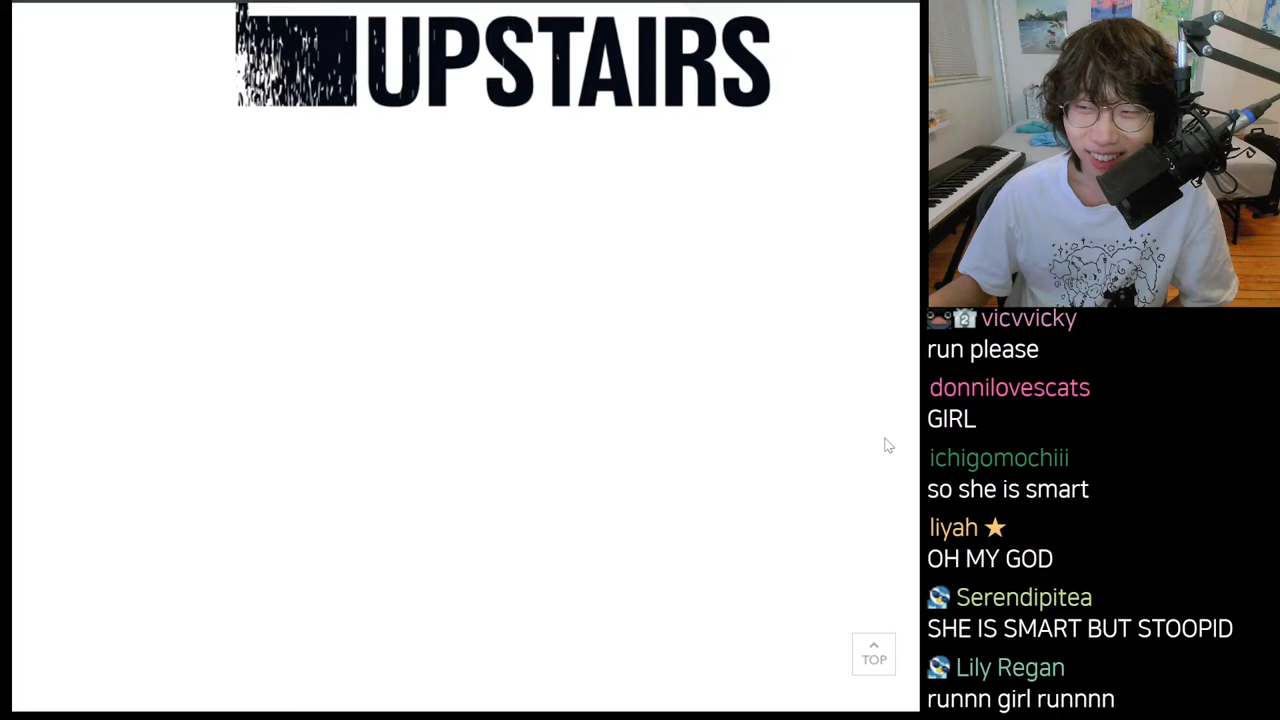 UPSTAIRS
TOP
2 vicvvicky
run please
donnilovescats
GIRL
ichigomochiii
so she is smart
liyah ★
OH MY GOD
Serendipitea
SHE IS SMART BUT STOOPID
Lily Regan
runnn girl runnnn